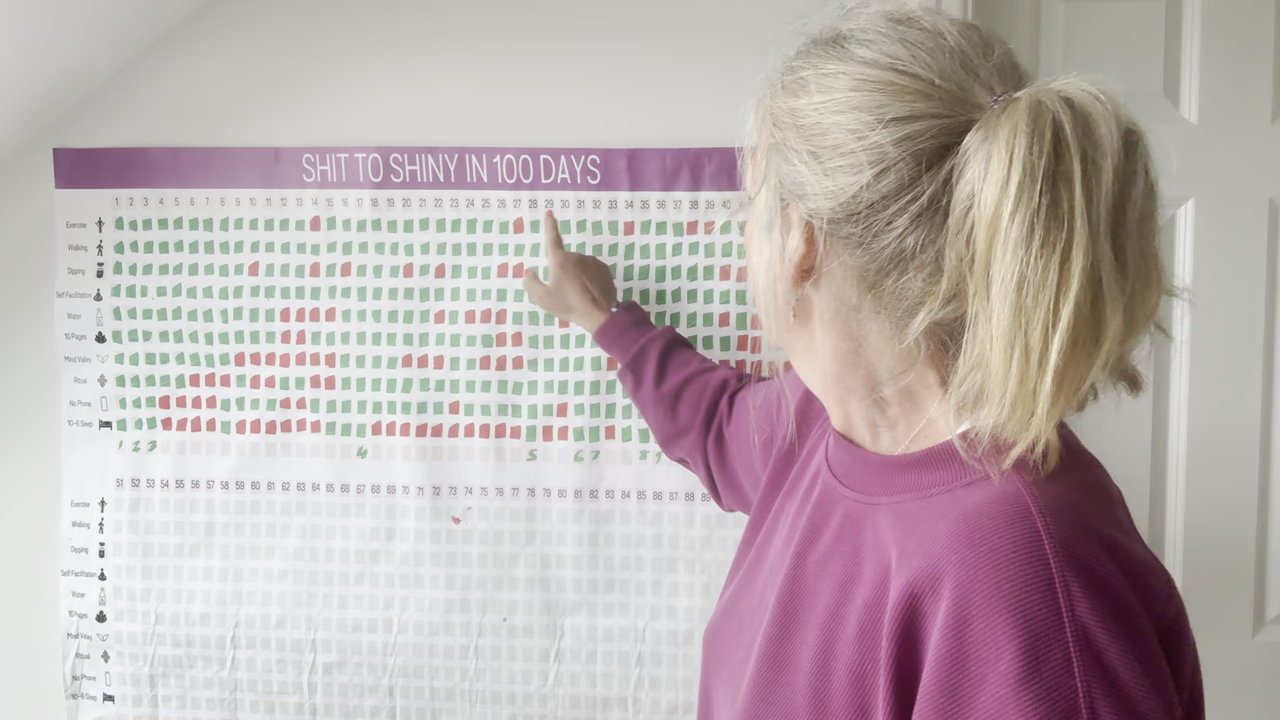 SHIT TO SHINY IN 100 DAYS
1 2 3 4 5 6 7 8 9 10 11 12 13 14 15 16 17 18 19 20 21 22 23 24 25 26 27 28 29 30 31 32 33 34 35 36 37 38 39 40
Exercise
Walking
Dipping
Self Facilitation
Water
10 Pages
Mind Valley
Ritual
No Phone
10-6 Sleep
1 2 3 4 5 6 7 8 9
51 52 53 54 55 56 57 58 59 60 61 62 63 64 65 66 67 68 69 70 71 72 73 74 75 76 77 78 79 80 81 82 83 84 85 86 87 88 89
Exercise
Walking
Dipping
Self Facilitation
Water
10 Pages
Mind Valley
Ritual
No Phone
10-6 Sleep